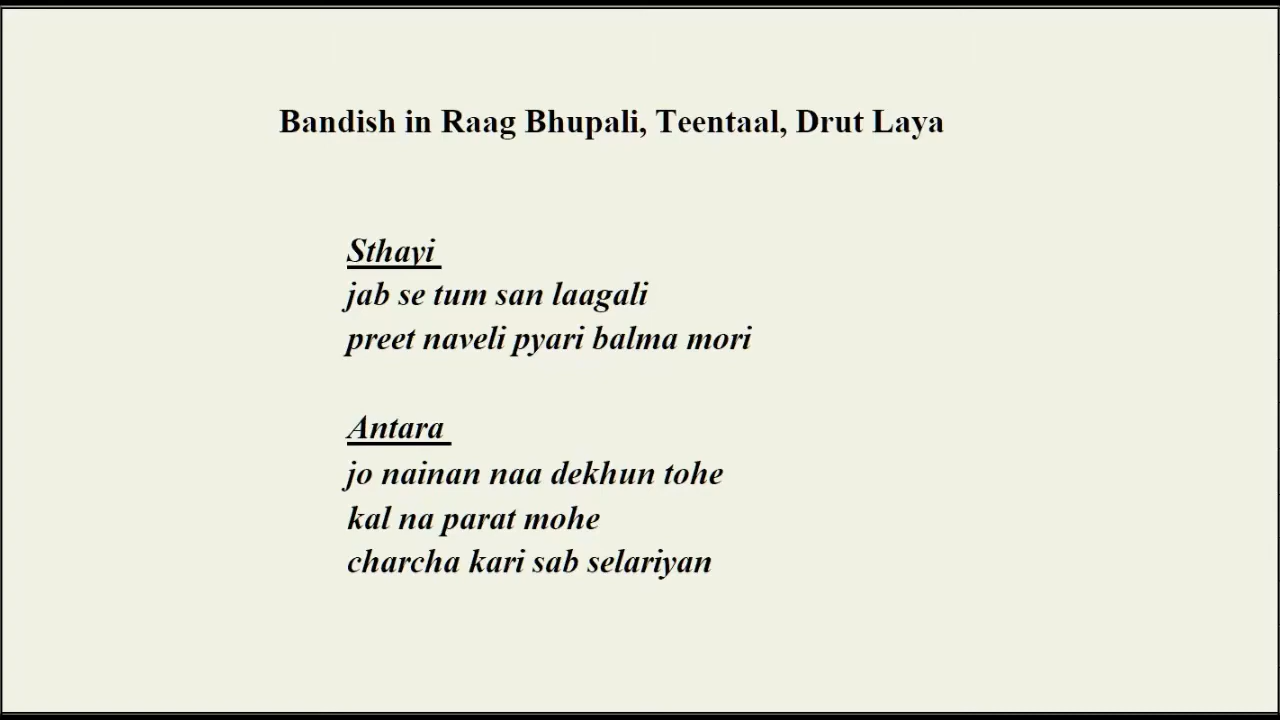 Bandish in Raag Bhupali, Teentaal, Drut Laya
Sthayi
jab se tum san laagali
preet naveli pyari balma mori
Antara
jo nainan naa dekhun tohe
kal na parat mohe
charcha kari sab selariyan